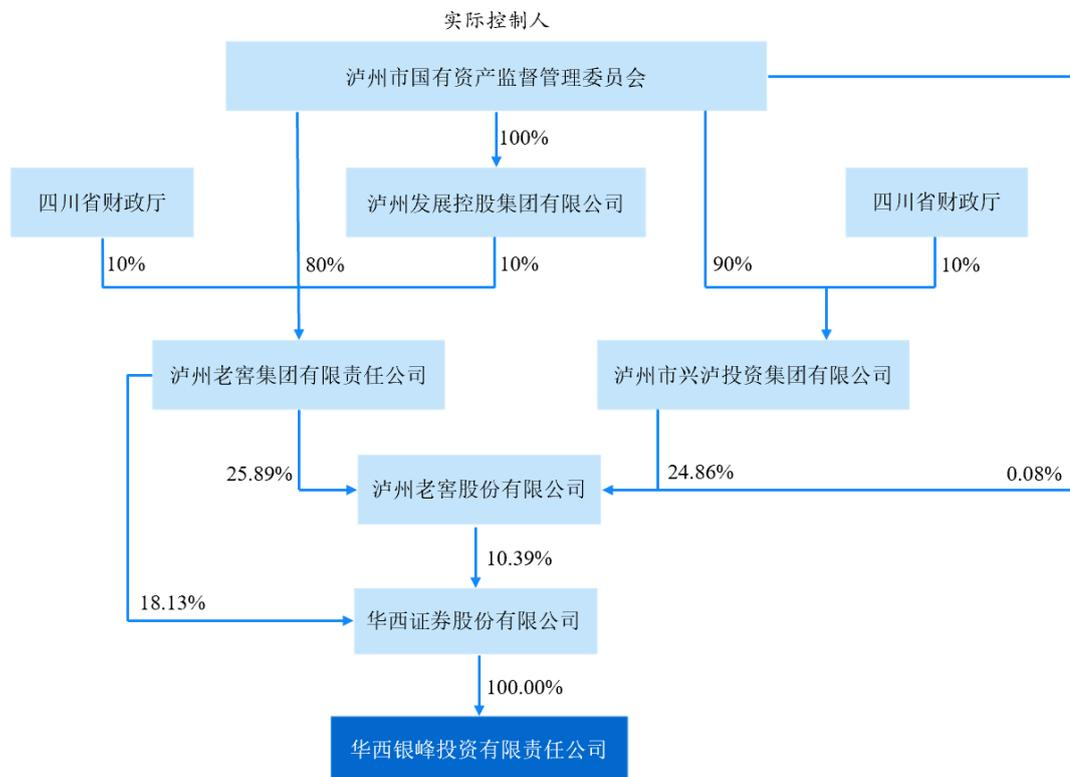 实际控制人
泸州市国有资产监督管理委员会
100%
四川省财政厅
泸州发展控股集团有限公司
四川省财政厅
10%
80%
10%
90%
10%
泸州老窖集团有限责任公司
泸州市兴泸投资集团有限公司
25.89%
泸州老窖股份有限公司
24.86%
0.08%
10.39%
18.13%
华西证券股份有限公司
100.00%
华西银峰投资有限责任公司